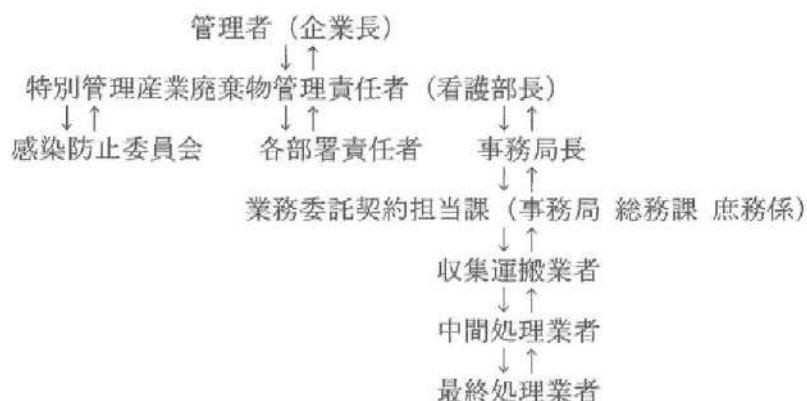 管理者（企業長）
↓↑
特別管理産業廃棄物管理責任者（看護部長）
↓↑ ↓↑ ↓↑
感染防止委員会 各部署責任者 事務局長
↓↑
業務委託契約担当課（事務局 総務課 庶務係）
↓↑
収集運搬業者
↓↑
中間処理業者
↓↑
最終処理業者